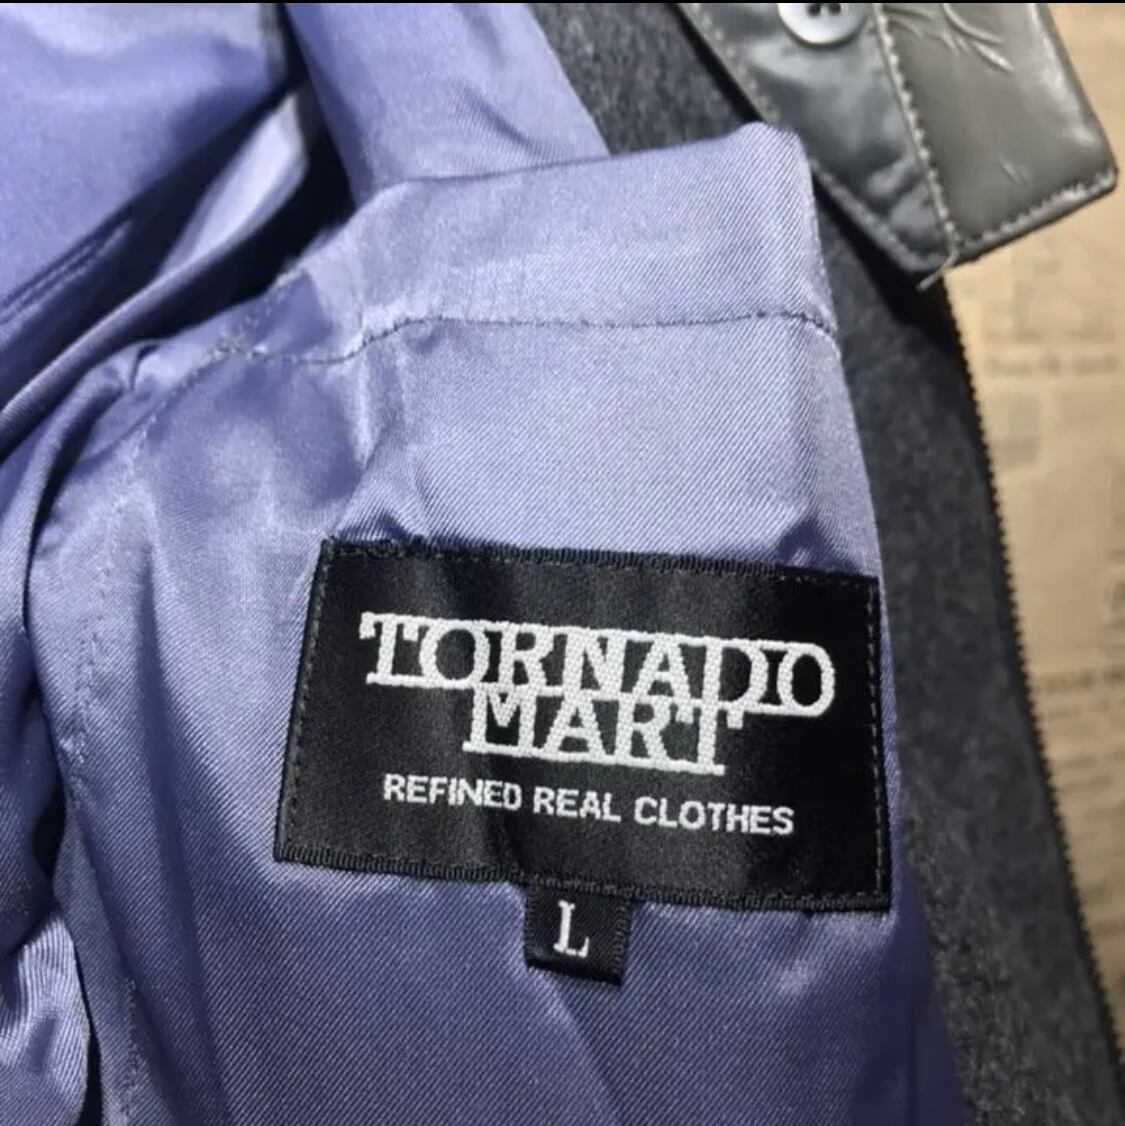 TORNADO
MART
REFINED REAL CLOTHES
L